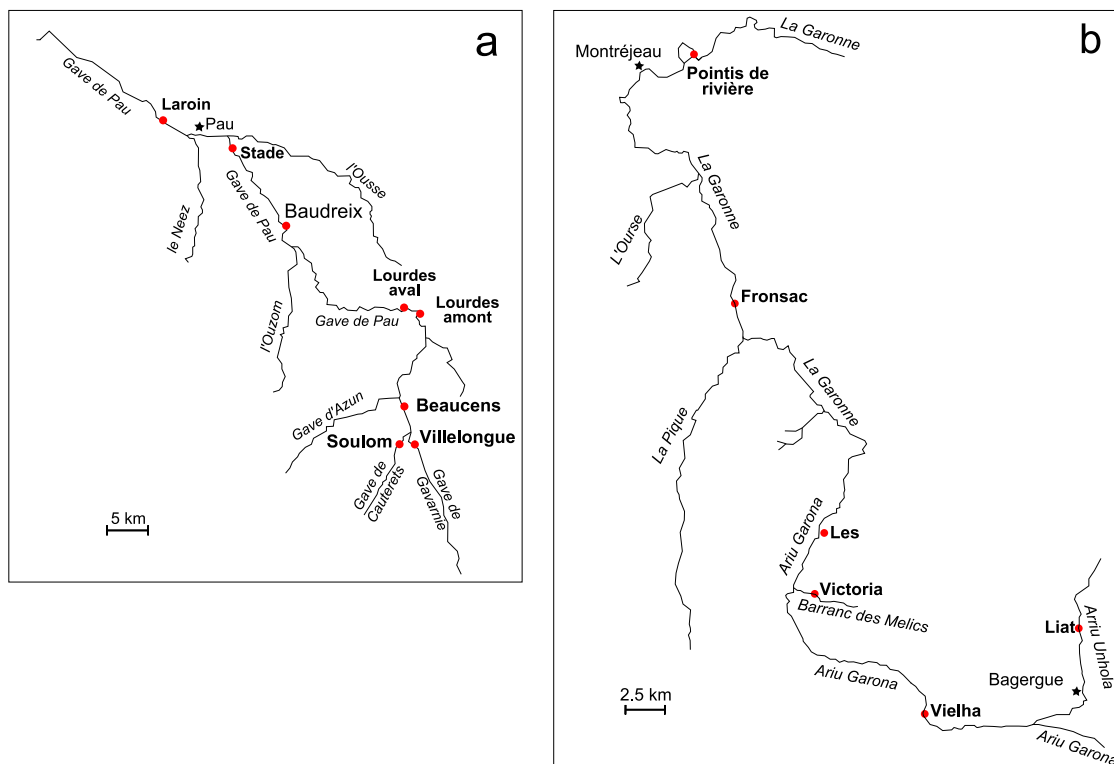 a
Gave de Pau
Laroin
Pau
Stade
l'Ousse
le Neez
Gave de Pau
Baudreix
l'Ouzom
Lourdes
aval
Lourdes
amont
Gave de Pau
Gave d'Azun
Beaucens
Soulom
Villelongue
Gave de
Cauterets
Gave de
Gavarnie
5 km
b
La Garonne
Montréjeau
Pointis de
rivière
La Garonne
L'Ourse
Fronsac
La Garonne
La Pique
Ariu Garona
Les
Victoria
Barranc des Melics
Liat
Arriu Unhola
Ariu Garona
Bagergue
2.5 km
Vielha
Ariu Garona